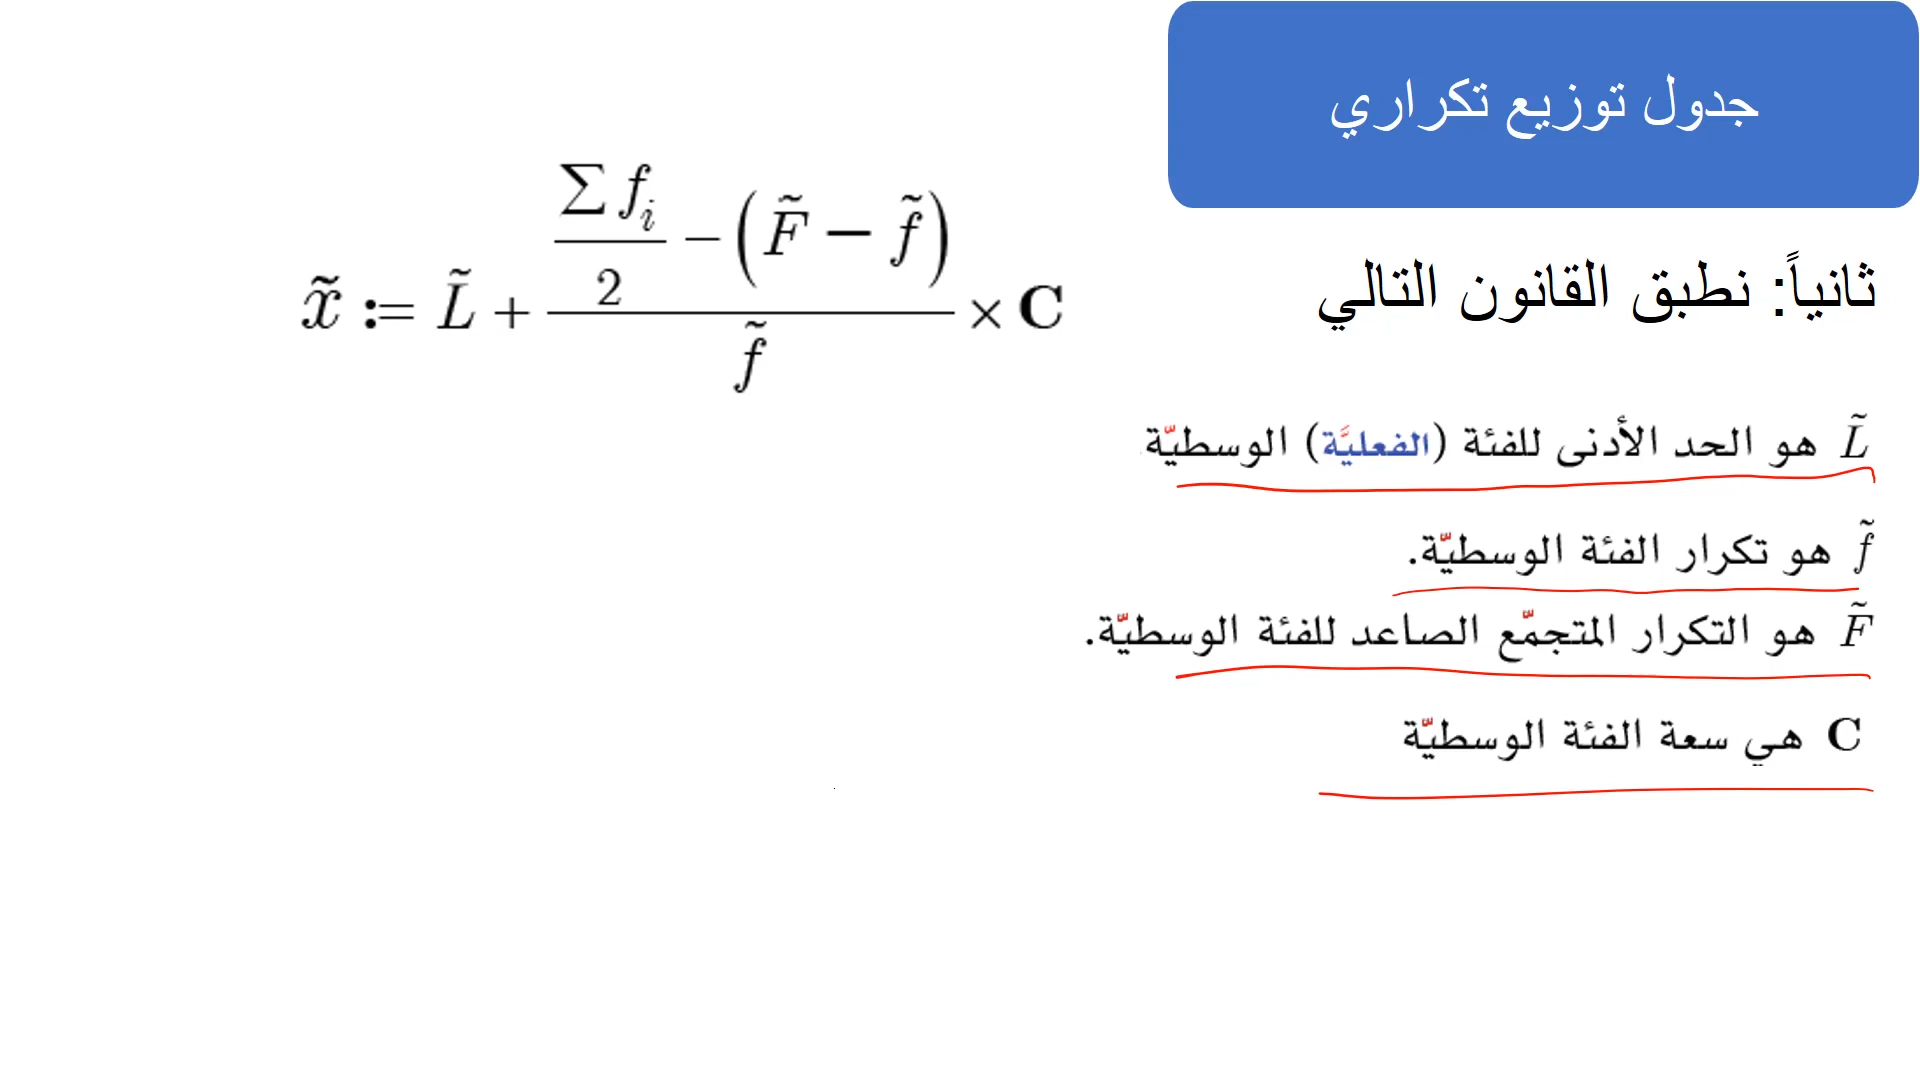 جدول توزيع تكراري
ثانياً: نطبق القانون التالي
x̃ := L̃ + (∑ fᵢ / 2 − (F̃ − f̃)) / f̃ × C
L̃ هو الحد الأدنى للفئة (الفعليَّة) الوسطيّة
f̃ هو تكرار الفئة الوسطيّة.
F̃ هو التكرار المتجمّع الصاعد للفئة الوسطيّة.
C هي سعة الفئة الوسطيّة